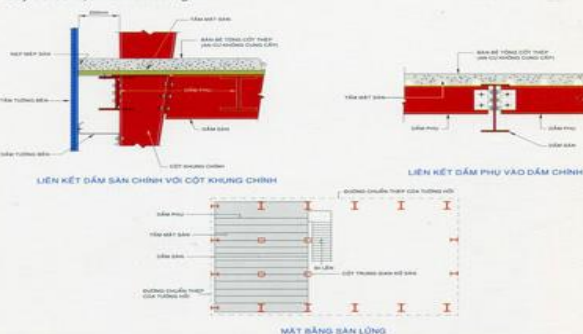 TẤM MẶT SÀN
BẢN BÊ TÔNG CỐT THÉP
(AN CƯ KHÔNG CUNG CẤP)
NẸP MÉP SÀN
DẦM PHỤ
TẤM TƯỜNG BÊN
DẦM SÀN
DẦM TƯỜNG BÊN
CỘT KHUNG CHÍNH
LIÊN KẾT DẦM SÀN CHÍNH VỚI CỘT KHUNG CHÍNH
BẢN BÊ TÔNG CỐT THÉP
(AN CƯ KHÔNG CUNG CẤP)
TẤM MẶT SÀN
DẦM PHỤ
DẦM PHỤ
DẦM SÀN
LIÊN KẾT DẦM PHỤ VÀO DẦM CHÍNH
ĐƯỜNG CHUẨN THÉP CỦA TƯỜNG HỒI
DẦM PHỤ
TẤM MẶT SÀN
DẦM SÀN
ĐI LÊN
CỘT TRUNG GIAN ĐỠ SÀN
ĐƯỜNG CHUẨN THÉP
CỦA TƯỜNG HỒI
MẶT BẰNG SÀN LỬNG